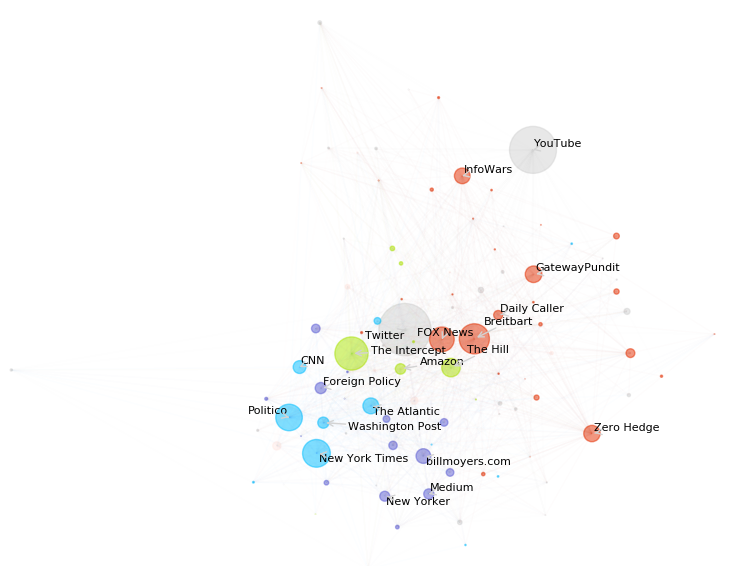 YouTube
InfoWars
GatewayPundit
Daily Caller
Breitbart
FOX News
Twitter
The Hill
The Intercept
Amazon
CNN
Foreign Policy
Politico
The Atlantic
Washington Post
Zero Hedge
New York Times
billmoyers.com
Medium
New Yorker